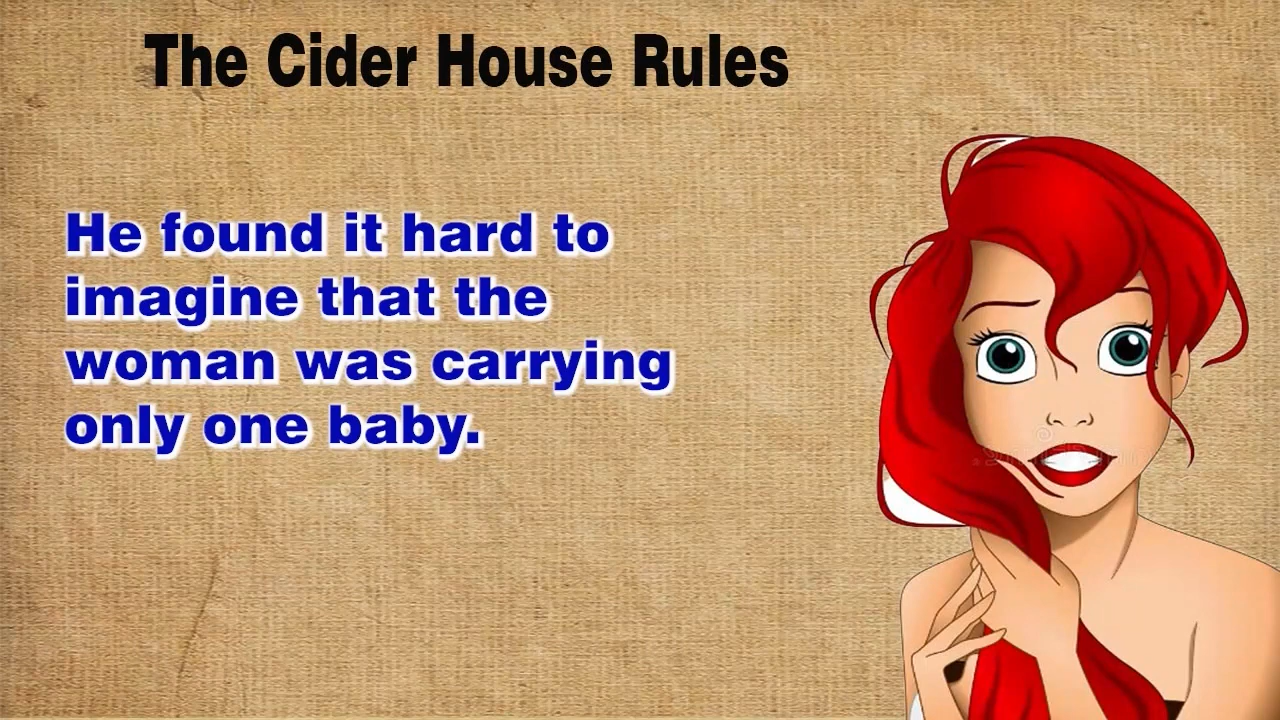 The Cider House Rules
He found it hard to
imagine that the
woman was carrying
only one baby.